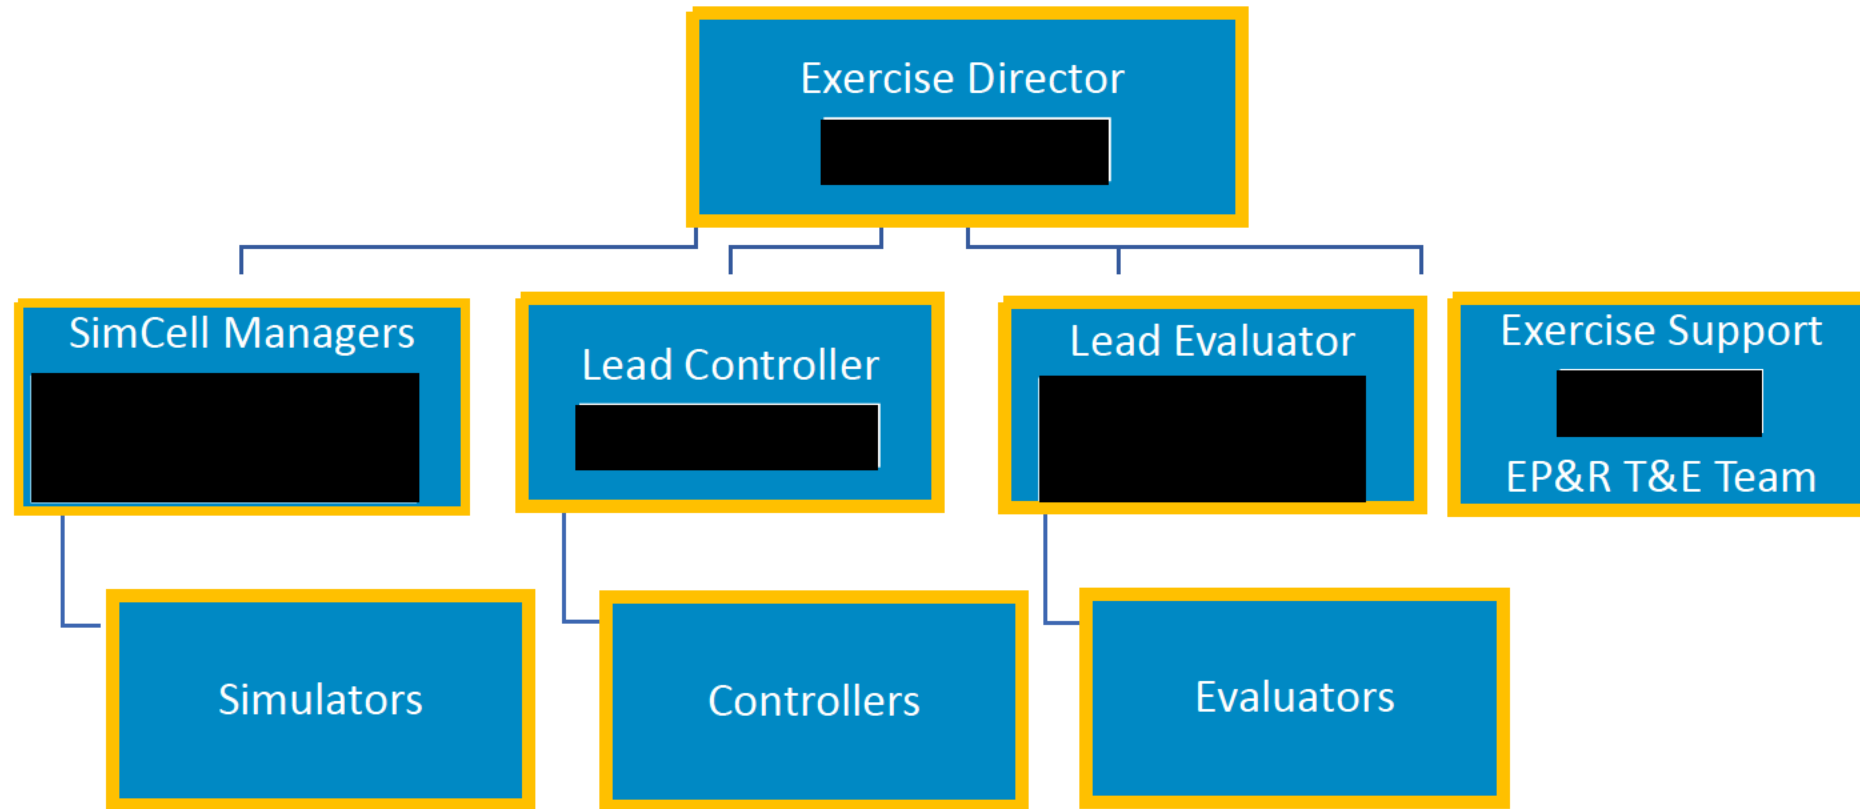 Exercise Director
SimCell Managers
Lead Controller
Lead Evaluator
Exercise Support
EP&R T&E Team
Simulators
Controllers
Evaluators